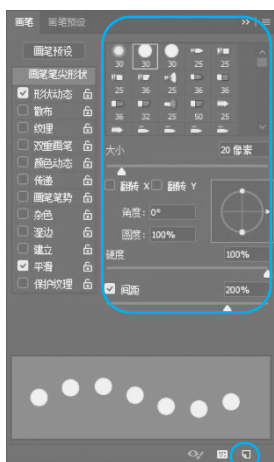 画笔 画笔预设
画笔预设
画笔笔尖形状
形状动态
散布
纹理
双重画笔
颜色动态
传递
画笔笔势
杂色
湿边
建立
平滑
保护纹理
30 30 30 25 25
25 36 25 36 36
36 32 25 50 25
大小 20 像素
翻转 X 翻转 Y
角度: 0°
圆度: 100%
硬度 100%
间距 200%